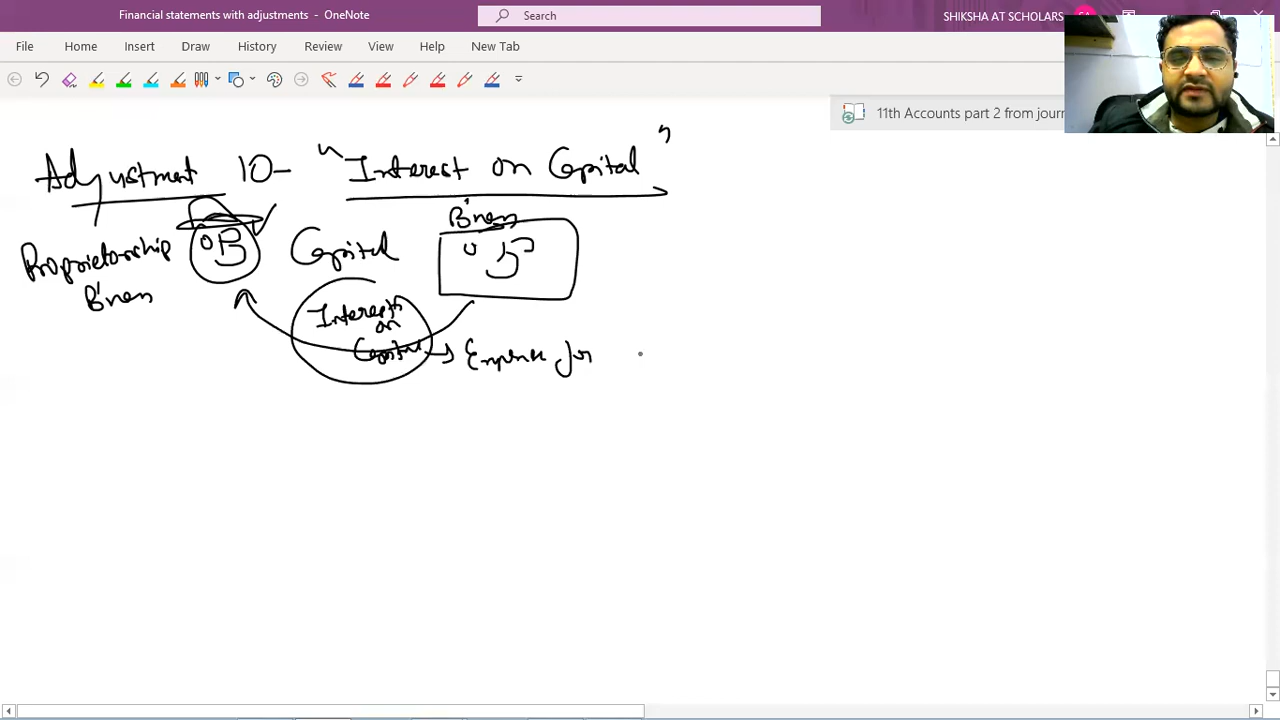 Financial statements with adjustments - OneNote
Search
SHIKSHA AT SCHOLARS
File Home Insert Draw History Review View Help New Tab
11th Accounts part 2 from jour
Adjustment 10- "Interest on Capital"
Proprietorship B'ness
Capital
B'ness
Interest on Capital → Expense for